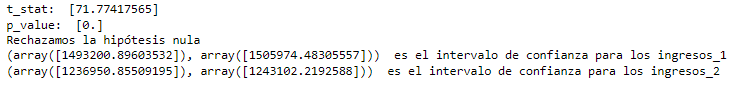 t_stat:  [71.77417565]
p_value:  [0.]
Rechazamos la hipótesis nula
(array([1493200.89603532]), array([1505974.48305557]))  es el intervalo de confianza para los ingresos_1
(array([1236950.85509195]), array([1243102.2192588]))  es el intervalo de confianza para los ingresos_2